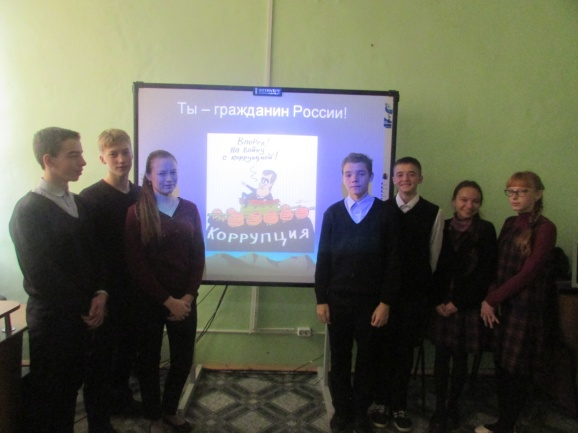 Ты – гражданин России!
Вперёд!
На войну
с коррупцией!
КОРРУПЦИЯ